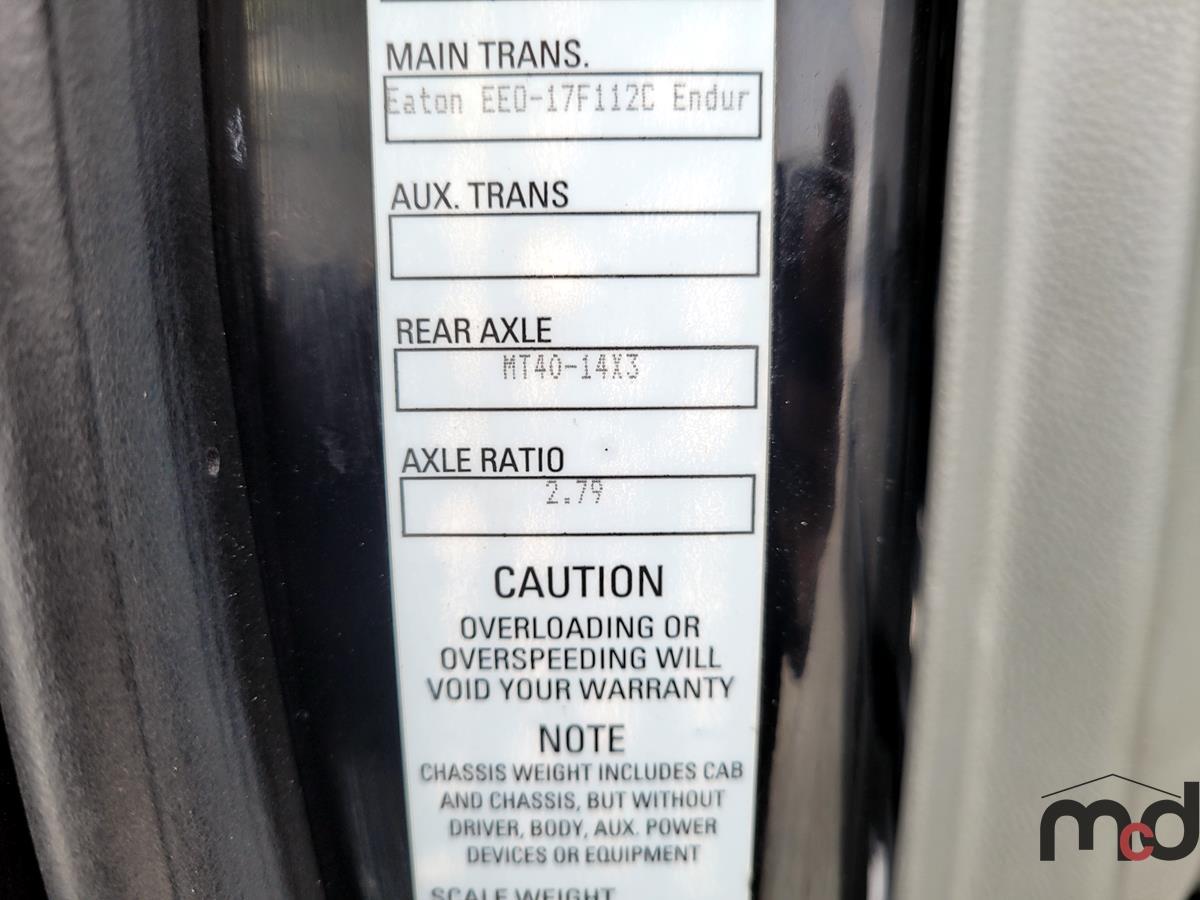 MAIN TRANS.
Eaton EEO-17F112C Endur
AUX. TRANS
REAR AXLE
MT40-14X3
AXLE RATIO
2.79
CAUTION
OVERLOADING OR
OVERSPEEDING WILL
VOID YOUR WARRANTY
NOTE
CHASSIS WEIGHT INCLUDES CAB
AND CHASSIS, BUT WITHOUT
DRIVER, BODY, AUX. POWER
DEVICES OR EQUIPMENT
SCALE WEIGHT
mcd